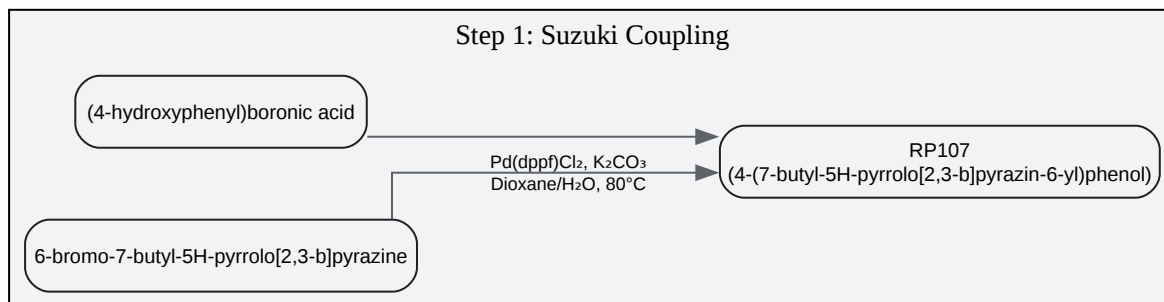 Step 1: Suzuki Coupling
(4-hydroxyphenyl)boronic acid
Pd(dppf)Cl₂, K₂CO₃
Dioxane/H₂O, 80°C
RP107
(4-(7-butyl-5H-pyrrolo[2,3-b]pyrazin-6-yl)phenol)
6-bromo-7-butyl-5H-pyrrolo[2,3-b]pyrazine